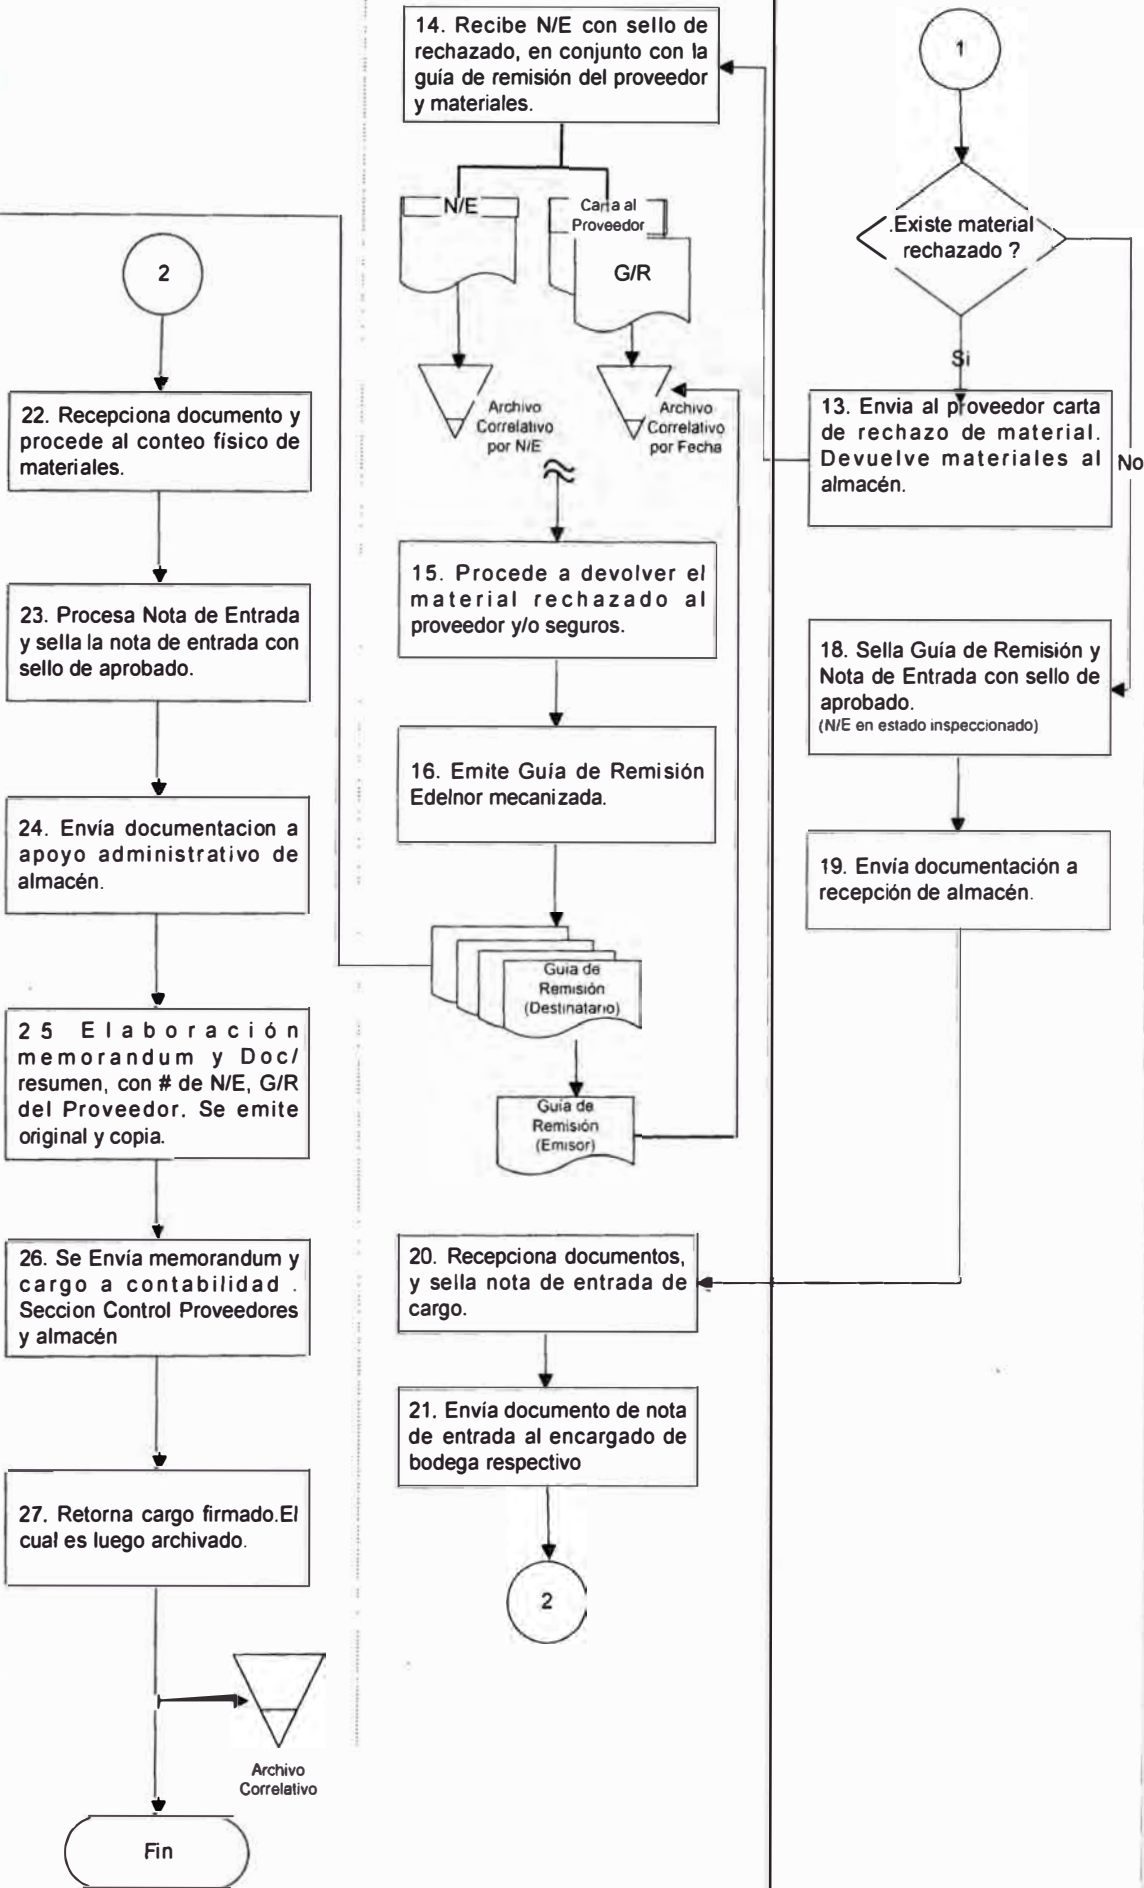 2
22. Recepciona documento y
procede al conteo físico de
materiales.
23. Procesa Nota de Entrada
y sella la nota de entrada con
sello de aprobado.
24. Envía documentacion a
apoyo administrativo de
almacén.
25 Elaboración
memorandum y Doc/
resumen, con # de N/E, G/R
del Proveedor. Se emite
original y copia.
26. Se Envía memorandum y
cargo a contabilidad .
Seccion Control Proveedores
y almacén
27. Retorna cargo firmado.El
cual es luego archivado.
Archivo
Correlativo
Fin
14. Recibe N/E con sello de
rechazado, en conjunto con la
guía de remisión del proveedor
y materiales.
N/E
Carta al
Proveedor
G/R
Archivo
Correlativo
por N/E
Archivo
Correlativo
por Fecha
15. Procede a devolver el
material rechazado al
proveedor y/o seguros.
16. Emite Guía de Remisión
Edelnor mecanizada.
Guia de
Remisión
(Destinatario)
Guia de
Remisión
(Emisor)
20. Recepciona documentos,
y sella nota de entrada de
cargo.
21. Envía documento de nota
de entrada al encargado de
bodega respectivo
2
1
.Existe material
rechazado ?
Si
No
13. Envia al proveedor carta
de rechazo de material.
Devuelve materiales al
almacén.
18. Sella Guía de Remisión y
Nota de Entrada con sello de
aprobado.
(N/E en estado inspeccionado)
19. Envía documentación a
recepción de almacén.